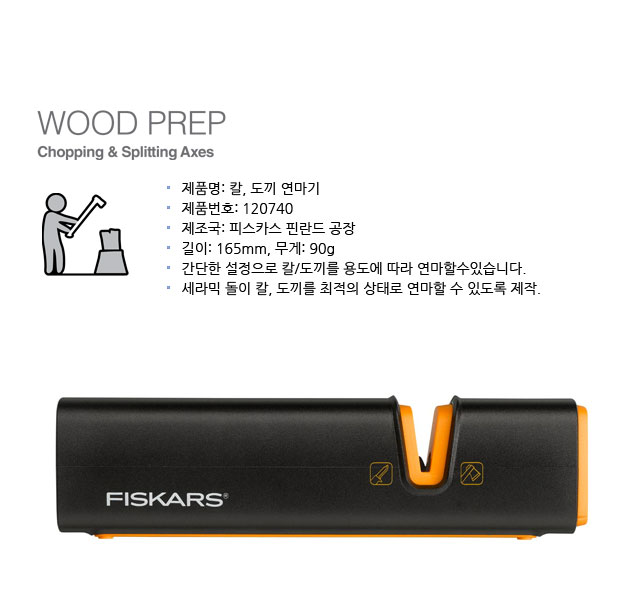 WOOD PREP
Chopping & Splitting Axes
제품명: 칼, 도끼 연마기
제품번호: 120740
제조국: 피스카스 핀란드 공장
길이: 165mm, 무게: 90g
간단한 설정으로 칼/도끼를 용도에 따라 연마할수있습니다.
세라믹 돌이 칼, 도끼를 최적의 상태로 연마할 수 있도록 제작.
FISKARS®